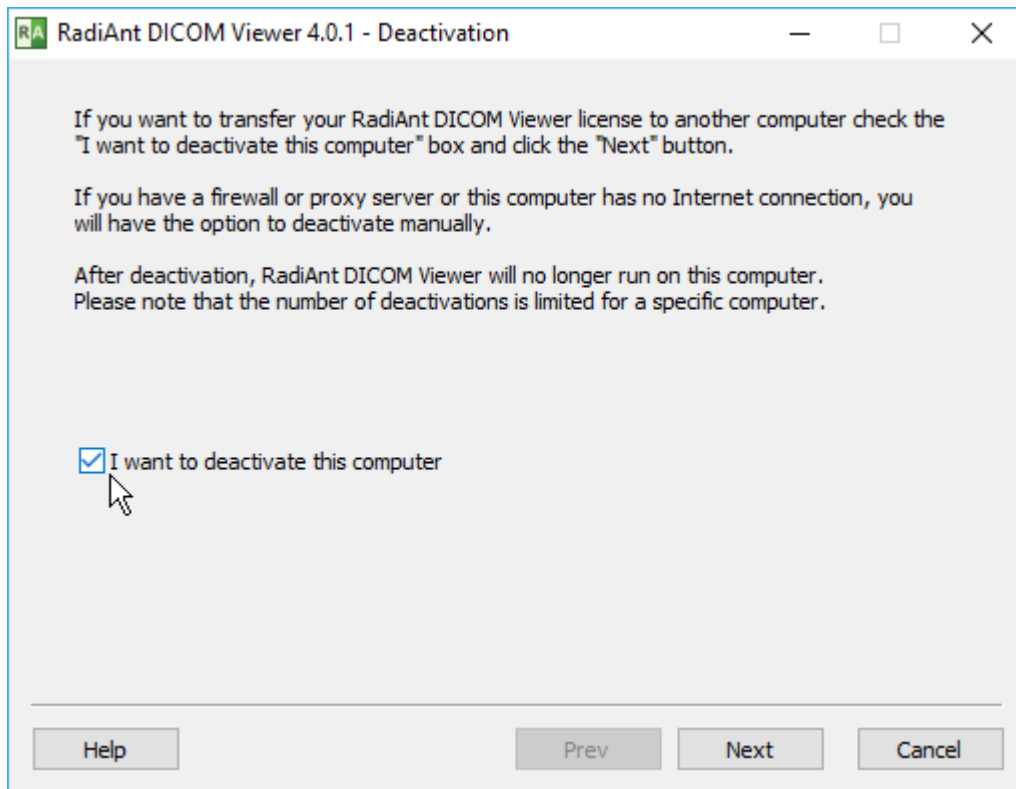 RA RadiAnt DICOM Viewer 4.0.1 - Deactivation
If you want to transfer your RadiAnt DICOM Viewer license to another computer check the
"I want to deactivate this computer" box and click the "Next" button.
If you have a firewall or proxy server or this computer has no Internet connection, you
will have the option to deactivate manually.
After deactivation, RadiAnt DICOM Viewer will no longer run on this computer.
Please note that the number of deactivations is limited for a specific computer.
I want to deactivate this computer
Help Prev Next Cancel